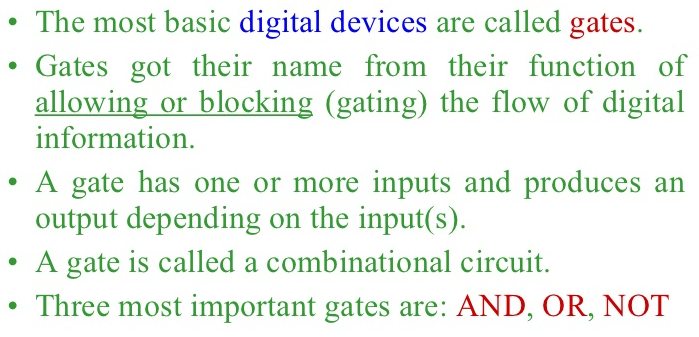 • The most basic digital devices are called gates.
• Gates got their name from their function of
allowing or blocking (gating) the flow of digital
information.
• A gate has one or more inputs and produces an
output depending on the input(s).
• A gate is called a combinational circuit.
• Three most important gates are: AND, OR, NOT